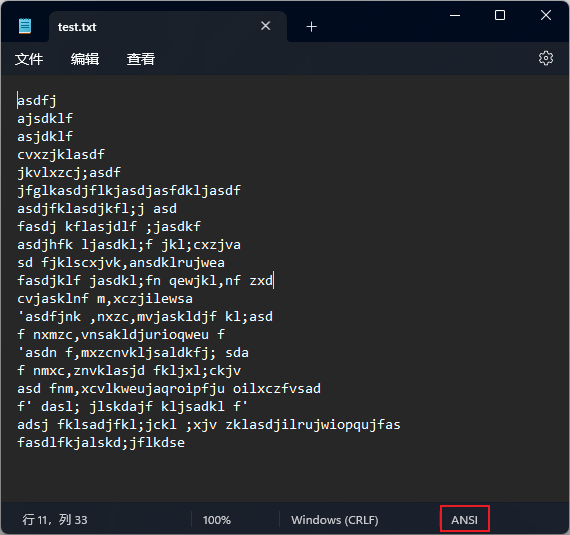 test.txt
文件 编辑 查看
asdfj
ajsdklf
asjdklf
cvxzjklasdf
jkvlxzcj;asdf
jfglkasdjflkjasdjasfdkljasdf
asdjfklasdjkfl;j asd
fasdj kflasjdlf ;jasdkf
asdjhfk ljasdkl;f jkl;cxzjva
sd fjklscxjvk,ansdklrujwea
fasdjklf jasdkl;fn qewjkl,nf zxd
cvjasklnf m,xczjilewsa
'asdfjnk ,nxzc,mvjaskldjf kl;asd
f nxmzc,vnsakldjurioqweu f
'asdn f,mxzcnvkljsaldkfj; sda
f nmxc,znvklasjd fkljxl;ckjv
asd fnm,xcvlkweujaqroipfju oilxczfvsad
f' dasl; jlskdajf kljsadkl f'
adsj fklsadjfkl;jckl ;xjv zklasdjilrujwiopqujfas
fasdlfkjalskd;jflkdse
行 11，列 33 100% Windows (CRLF) ANSI